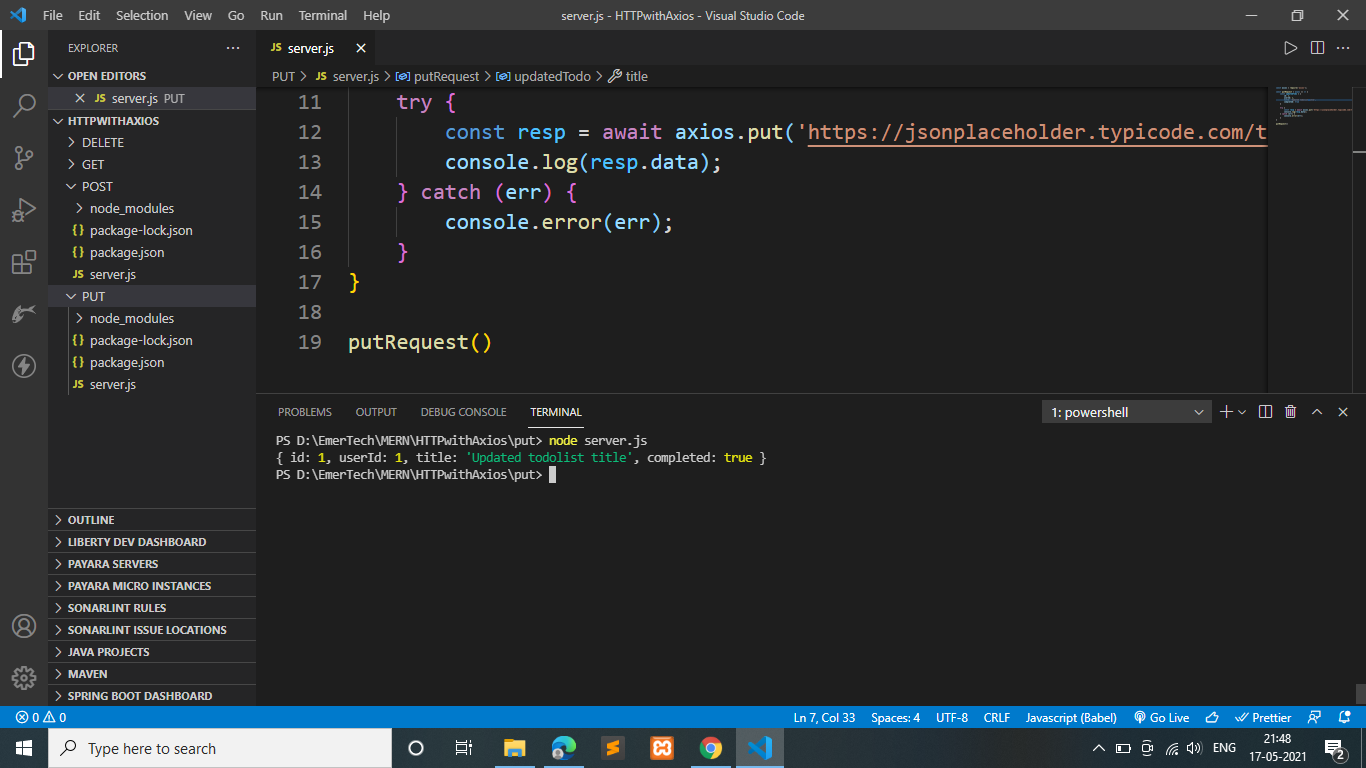 File Edit Selection View Go Run Terminal Help server.js - HTTPwithAxios - Visual Studio Code
EXPLORER
OPEN EDITORS
JS server.js PUT
HTTPWITHAXIOS
DELETE
GET
POST
node_modules
{} package-lock.json
{} package.json
JS server.js
PUT
node_modules
{} package-lock.json
{} package.json
JS server.js
OUTLINE
LIBERTY DEV DASHBOARD
PAYARA SERVERS
PAYARA MICRO INSTANCES
SONARLINT RULES
SONARLINT ISSUE LOCATIONS
JAVA PROJECTS
MAVEN
SPRING BOOT DASHBOARD
JS server.js
PUT > JS server.js > putRequest > updatedTodo > title
11 try {
12 const resp = await axios.put('https://jsonplaceholder.typicode.com/t
13 console.log(resp.data);
14 } catch (err) {
15 console.error(err);
16 }
17 }
18
19 putRequest()
PROBLEMS OUTPUT DEBUG CONSOLE TERMINAL 1: powershell
PS D:\EmerTech\MERN\HTTPwithAxios\put> node server.js
{ id: 1, userId: 1, title: 'Updated todolist title', completed: true }
PS D:\EmerTech\MERN\HTTPwithAxios\put>
0 0 Ln 7, Col 33 Spaces: 4 UTF-8 CRLF Javascript (Babel) Go Live Prettier
Type here to search ENG 21:48
17-05-2021 2